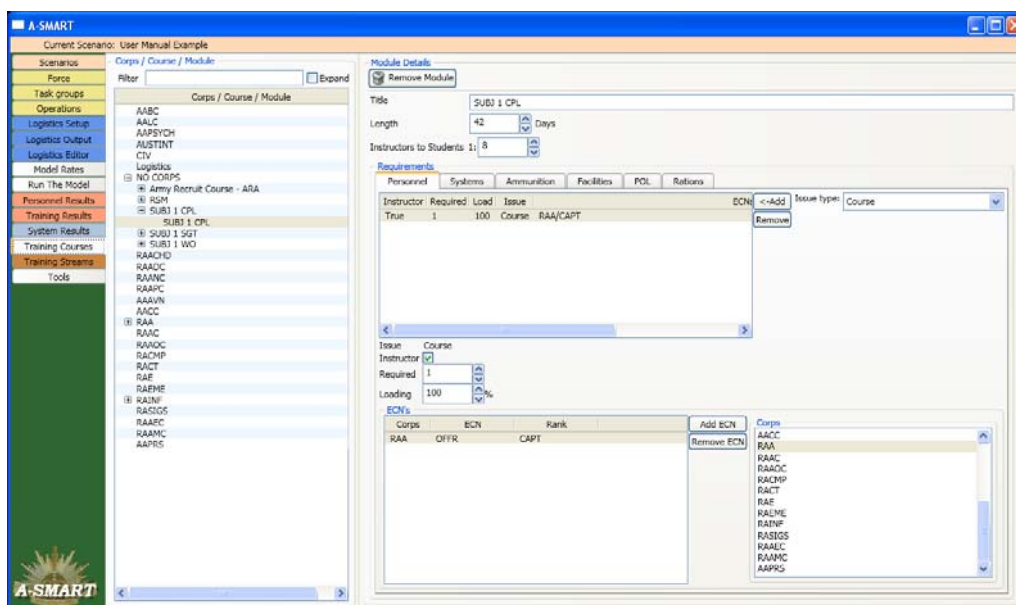 A-SMART
Current Scenario: User Manual Example
Scenarios
Force
Task groups
Operations
Logistics Setup
Logistics Output
Logistics Editor
Model Rates
Run The Model
Personnel Results
Training Results
System Results
Training Courses
Training Streams
Tools
A-SMART
Corps / Course / Module
Filter
Expand
Corps / Course / Module
AABC
AALC
AAPSYCH
AUSTINT
CIV
Logistics
NO CORPS
Army Recruit Course - ARA
RSM
SUBJ 1 CPL
SUBJ 1 CPL
SUBJ 1 SGT
SUBJ 1 WO
RAACHD
RAADC
RAANC
RAAPC
AAAVN
AACC
RAA
RAAC
RAAOC
RACMP
RACT
RAE
RAEME
RAINF
RASIGS
RAAEC
RAAMC
AAPRS
Module Details
Remove Module
Title SUBJ 1 CPL
Length 42 Days
Instructors to Students 1: 8
Requirements
Personnel Systems Ammunition Facilities POL Rations
Instructor Required Load Issue ECN
True 1 100 Course RAA/CAPT
<-Add Issue type: Course
Remove
Issue Course
Instructor
Required 1
Loading 100 %
ECN's
Corps ECN Rank
RAA OFFR CAPT
Add ECN
Remove ECN
Corps
AACC
RAA
RAAC
RAAOC
RACMP
RACT
RAE
RAEME
RAINF
RASIGS
RAAEC
RAAMC
AAPRS